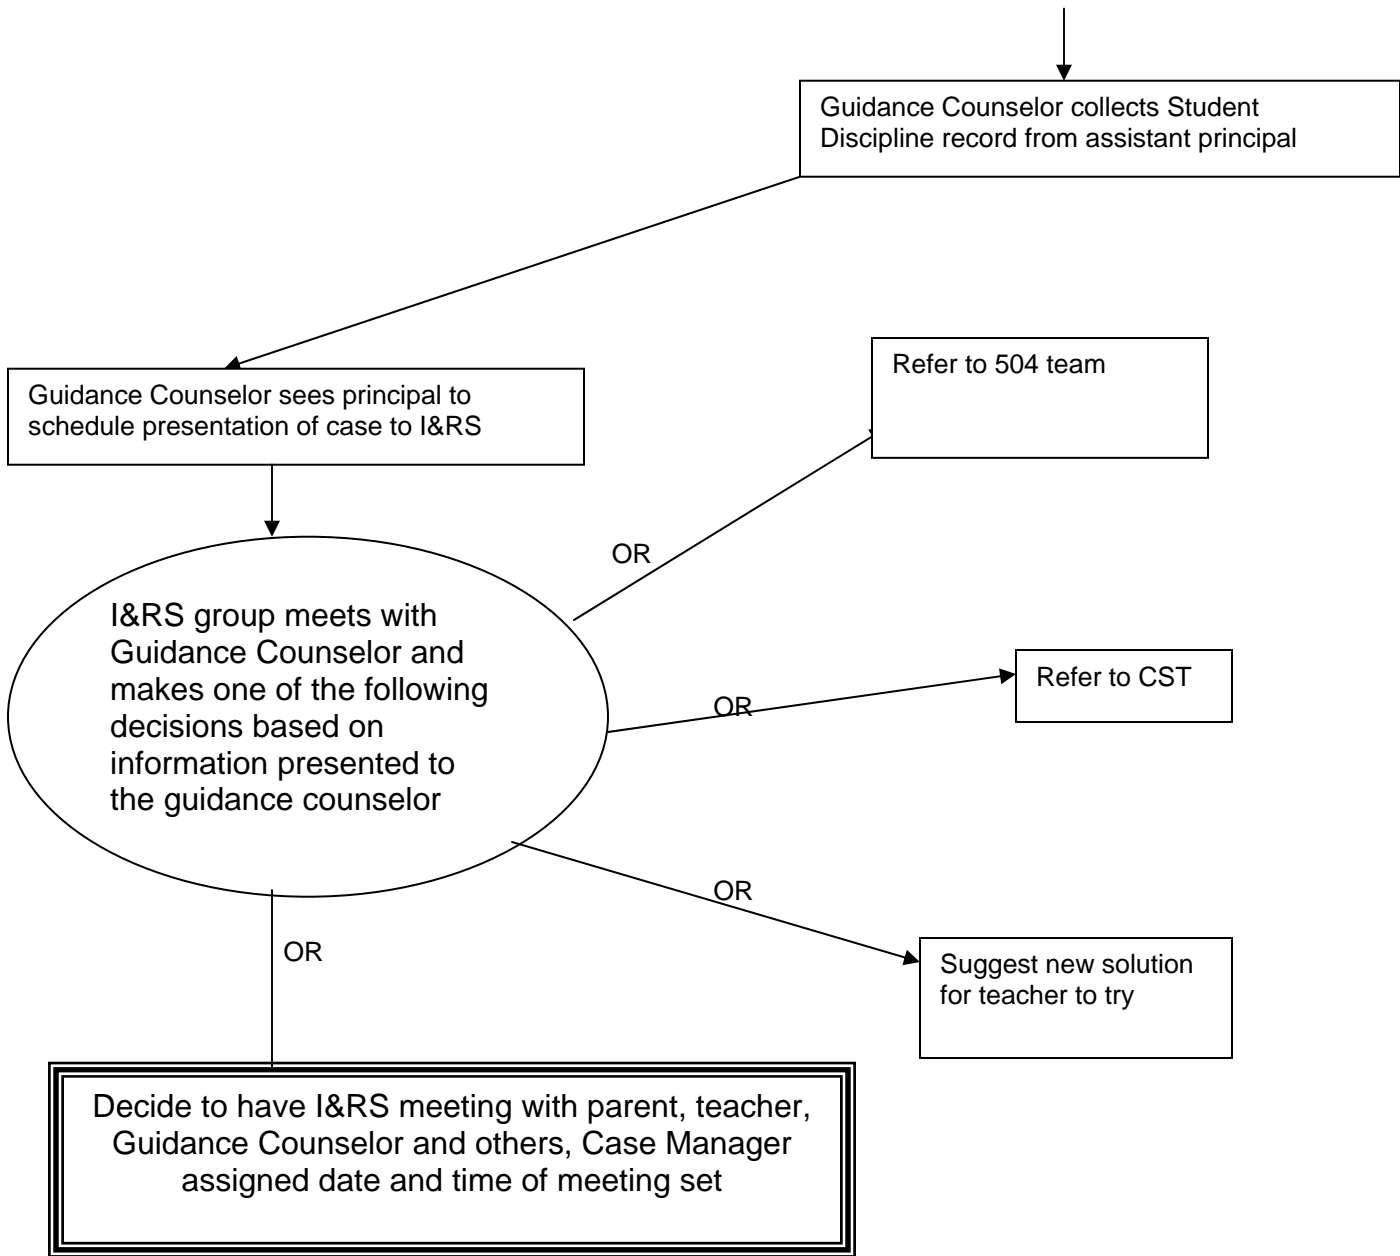 Guidance Counselor collects Student
Discipline record from assistant principal
Guidance Counselor sees principal to
schedule presentation of case to I&RS
Refer to 504 team
OR
I&RS group meets with
Guidance Counselor and
makes one of the following
decisions based on
information presented to
the guidance counselor
Refer to CST
OR
OR
Suggest new solution
for teacher to try
OR
Decide to have I&RS meeting with parent, teacher,
Guidance Counselor and others, Case Manager
assigned date and time of meeting set